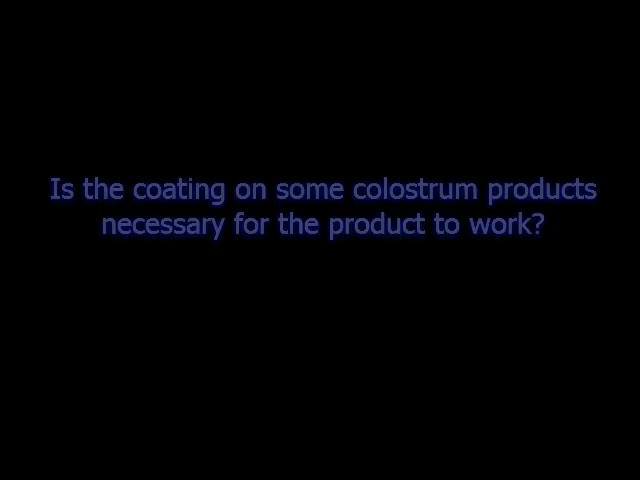 Is the coating on some colostrum products
necessary for the product to work?